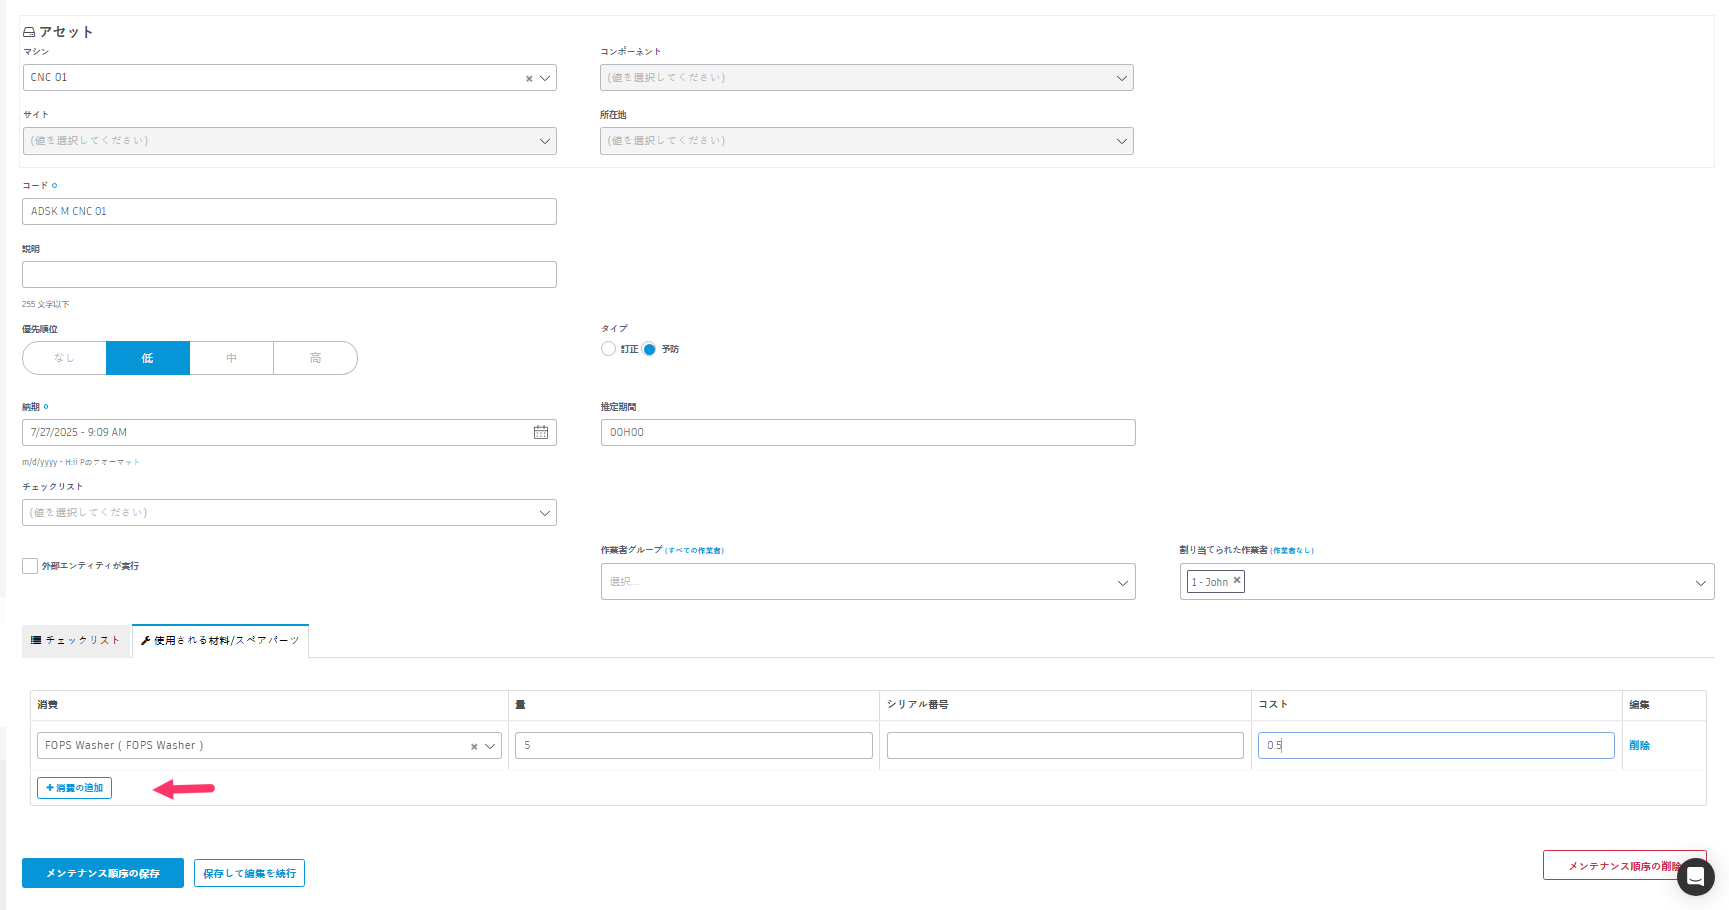 アセット
マシン
コンポーネント
CNC 01
(値を選択してください)
サイト
所在地
(値を選択してください)
(値を選択してください)
コード
ADSK M CNC 01
説明
255 文字以下
優先順位
タイプ
なし
低
中
高
訂正
予防
納期
推定期間
7/27/2025 - 9:09 AM
00H00
m/d/yyyy - H:ii Pのフォーマット
チェックリスト
(値を選択してください)
作業者グループ (すべての作業者)
割り当てられた作業者 (作業者なし)
外部エンティティが実行
選択...
1 - John
チェックリスト
使用される材料/スペアパーツ
消費
量
シリアル番号
コスト
編集
FOPS Washer ( FOPS Washer )
5
0.5
削除
+ 消費の追加
メンテナンス順序の保存
保存して編集を続行
メンテナンス順序の削除